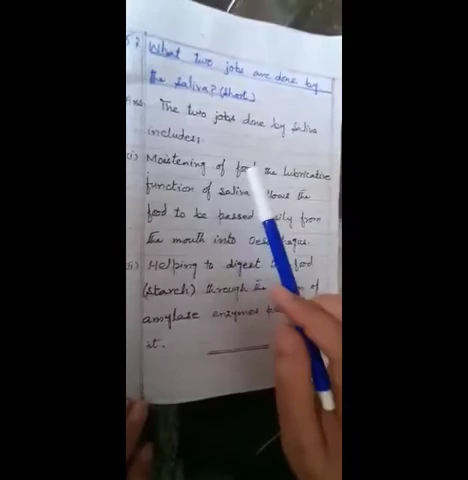 5 :
What two jobs are done by
the Saliva? (Short)
Ans. The two jobs done by Saliva
includes;
(i) Moistening of food the lubricative
function of saliva the
food to be passed from
the mouth into
(ii) Helping to digest food
(starch) through the of
amylase enzymes
it.